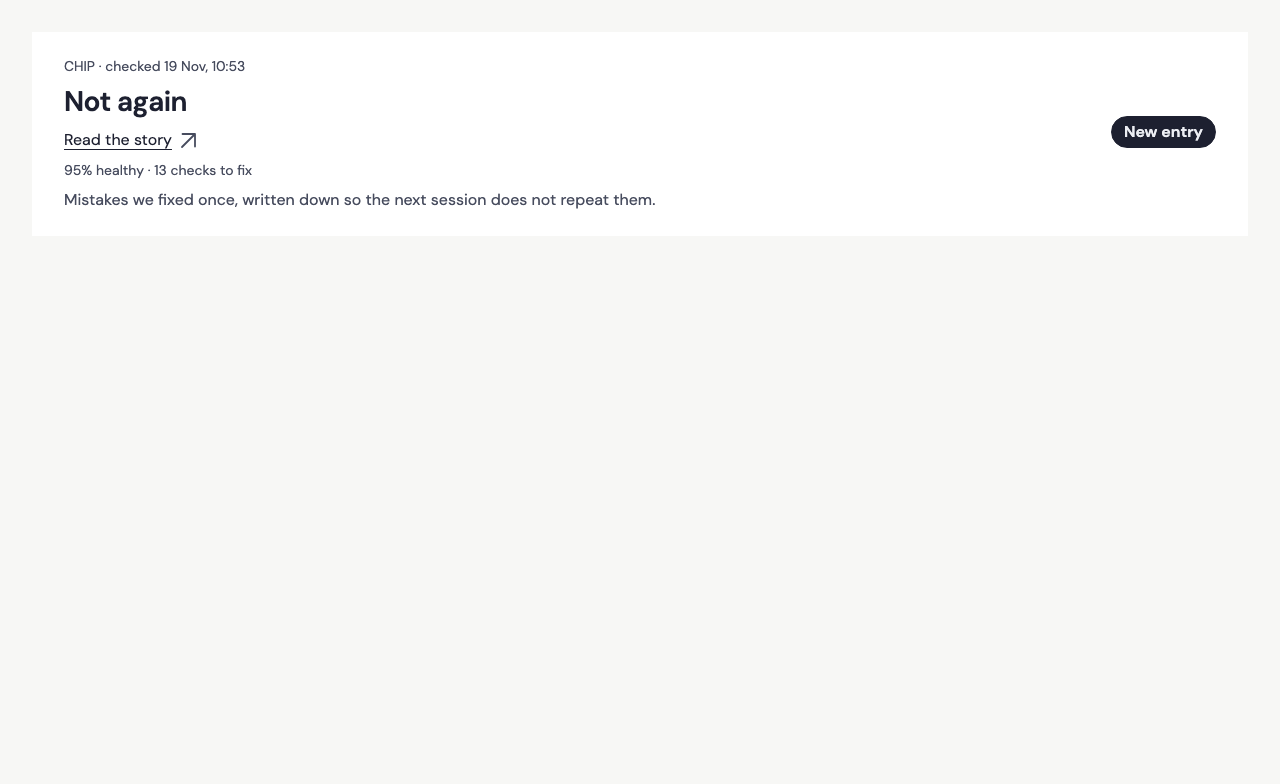 CHIP · checked 19 Nov, 10:53
Not again
Read the story
95% healthy · 13 checks to fix
Mistakes we fixed once, written down so the next session does not repeat them.
New entry